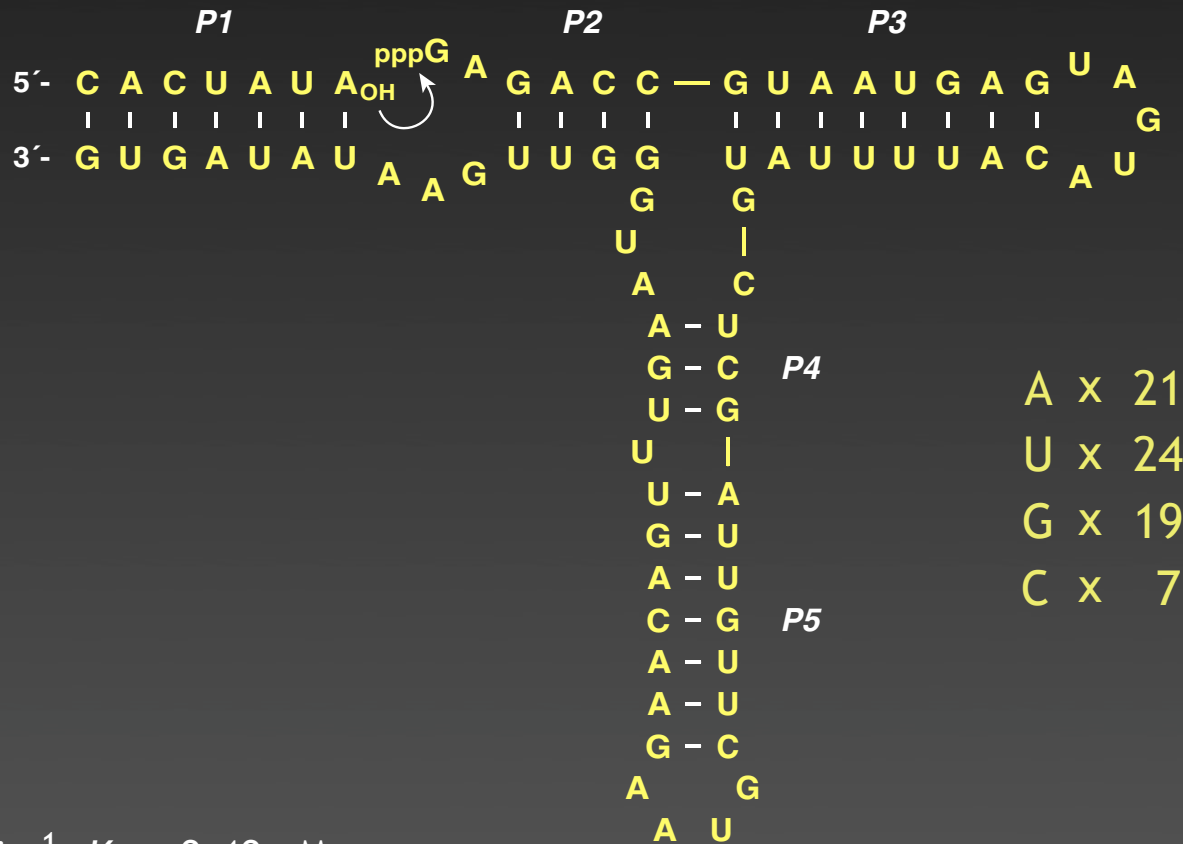 P1 P2 P3
pppG A
5´- C A C U A U A OH G A C C — G U A A U G A G U A
G
3´- G U G A U A U A A G U U G G U A U U U U A C A U
G G
U
A C
A – U
G – C P4
U – G
U
U – A
G – U
A – U
C – G P5
A – U
A – U
G – C
A G
A U
A x 21
U x 24
G x 19
C x 7